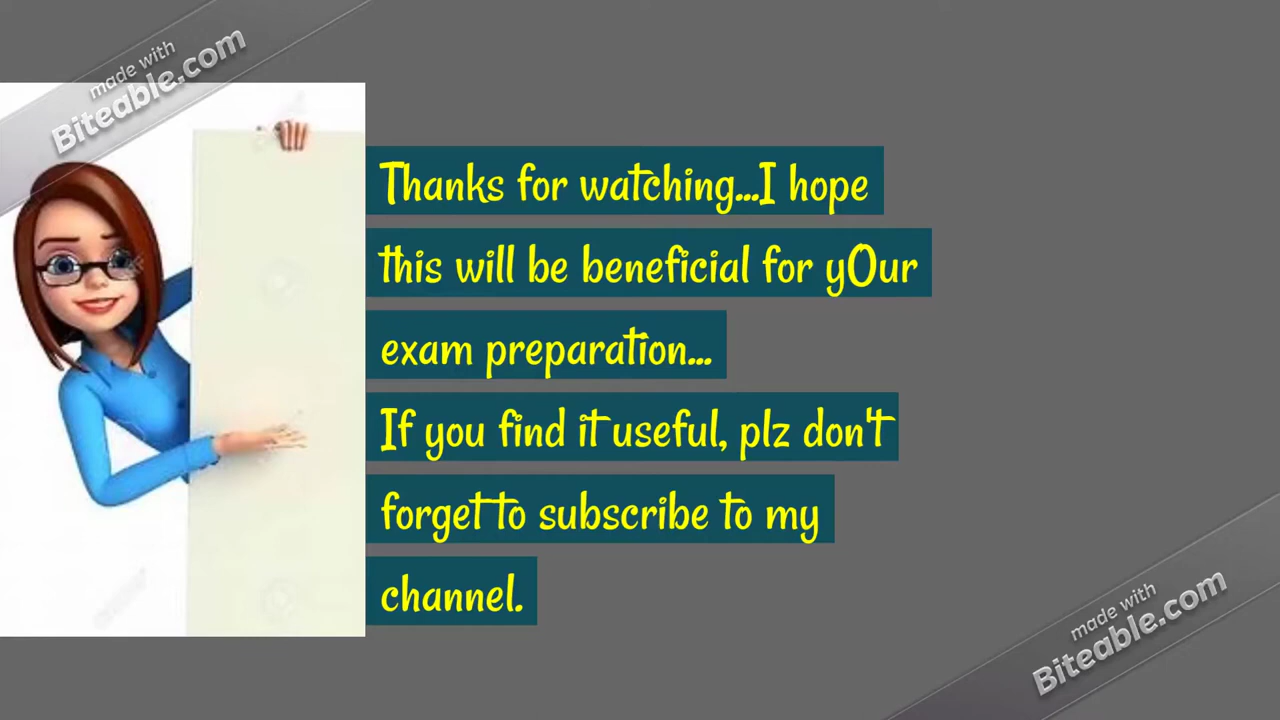 made with
Biteable.com
Thanks for watching...I hope
this will be beneficial for yOur
exam preparation...
If you find it useful, plz don't
forget to subscribe to my
channel.
made with
Biteable.com